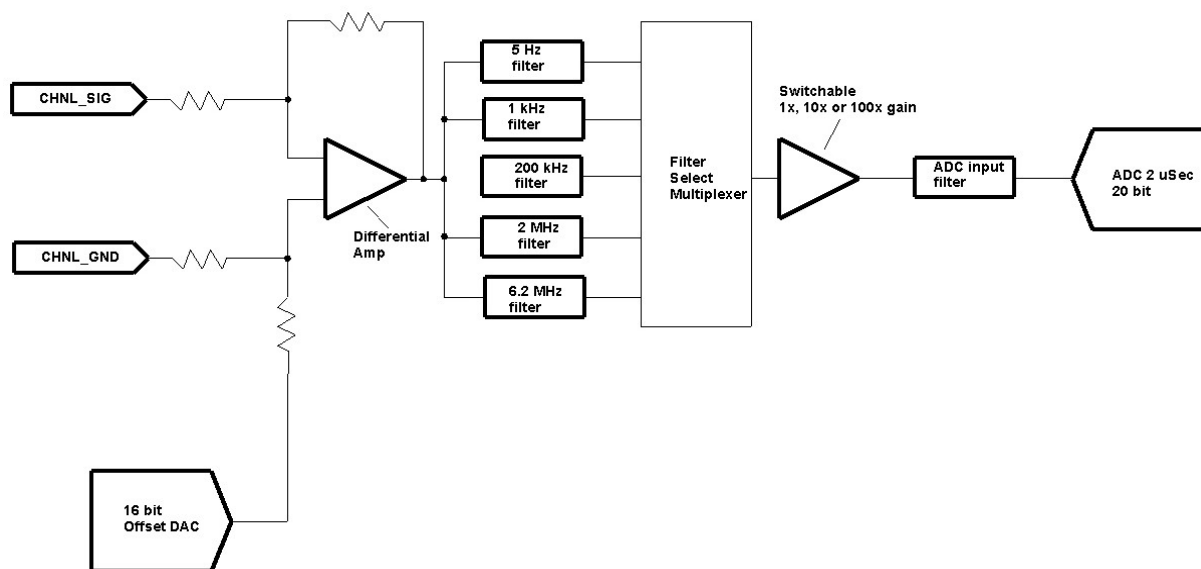 CHNL_SIG
CHNL_GND
16 bit
Offset DAC
Differential
Amp
5 Hz
filter
1 kHz
filter
200 kHz
filter
2 MHz
filter
6.2 MHz
filter
Filter
Select
Multiplexer
Switchable
1x, 10x or 100x gain
ADC input
filter
ADC 2 uSec
20 bit